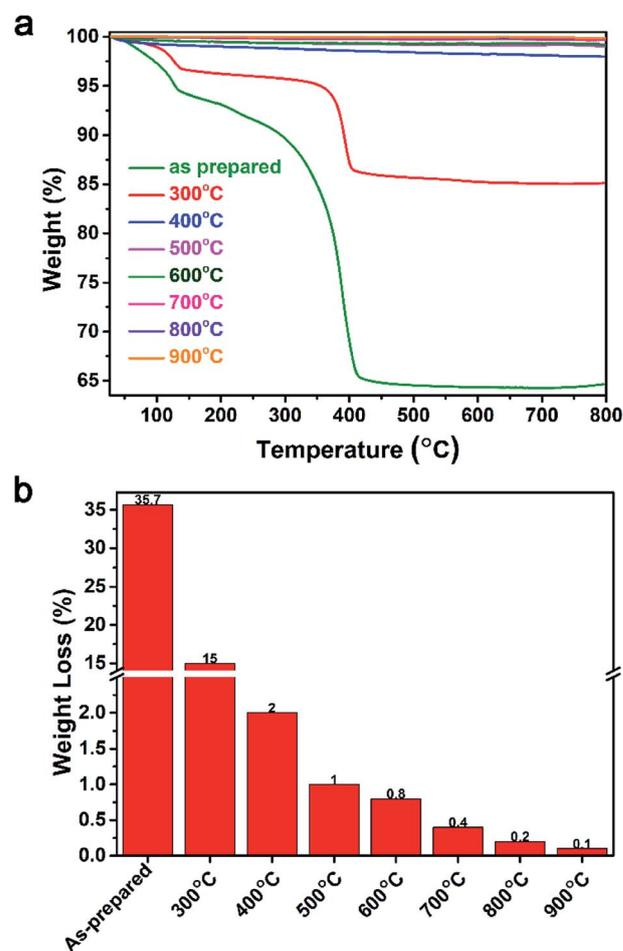 a
100
95
90
85
80
75
70
65
Weight (%)
as prepared
300°C
400°C
500°C
600°C
700°C
800°C
900°C
100 200 300 400 500 600 700 800
Temperature (°C)
b
35
30
25
20
15
2.0
1.5
1.0
0.5
0.0
Weight Loss (%)
35.7
15
2
1
0.8
0.4
0.2
0.1
As-prepared 300°C 400°C 500°C 600°C 700°C 800°C 900°C